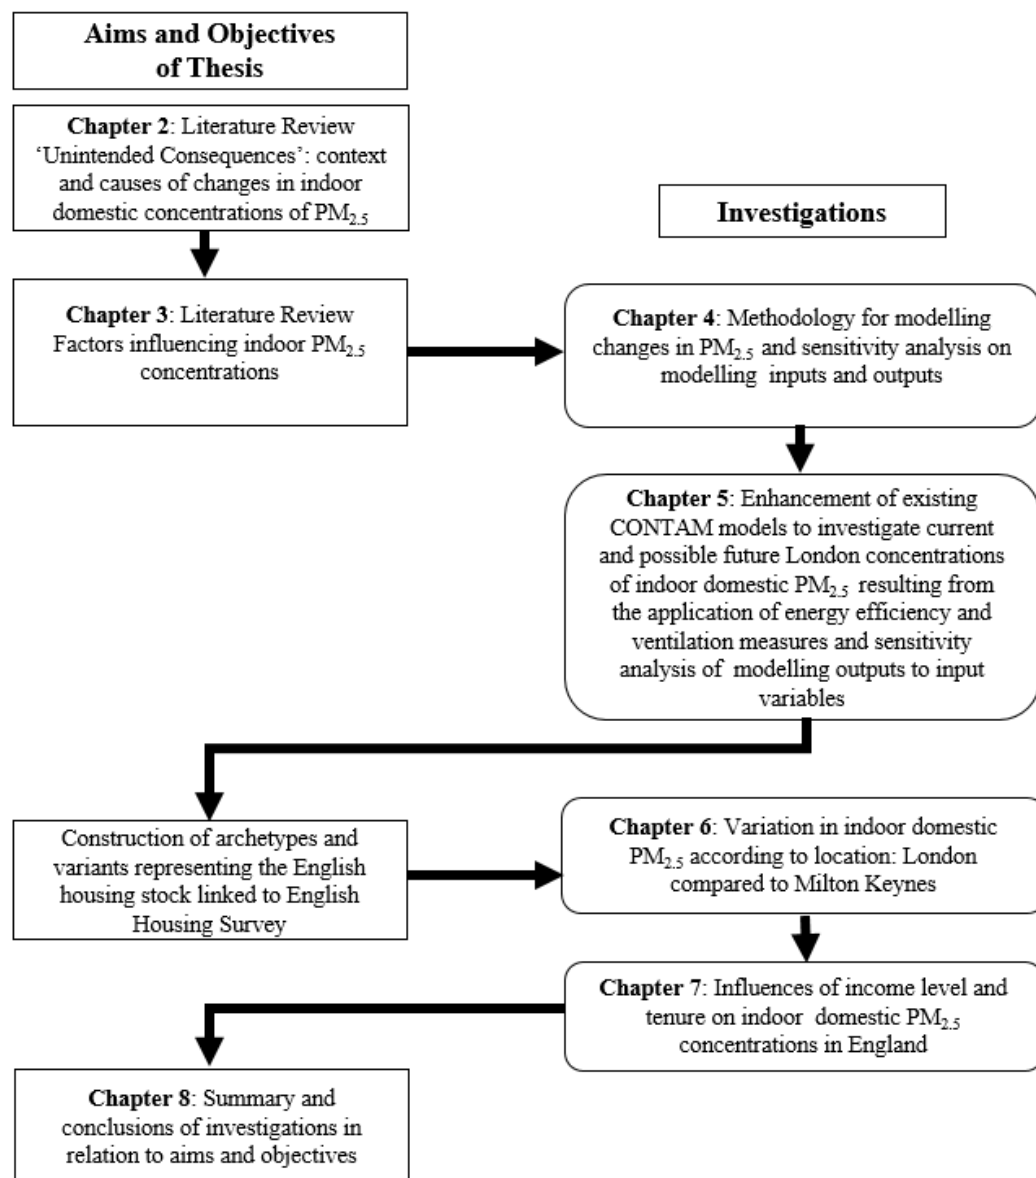 Aims and Objectives
of Thesis
Chapter 2: Literature Review
‘Unintended Consequences’: context
and causes of changes in indoor
domestic concentrations of PM2.5
Investigations
Chapter 3: Literature Review
Factors influencing indoor PM2.5
concentrations
Chapter 4: Methodology for modelling
changes in PM2.5 and sensitivity analysis on
modelling inputs and outputs
Chapter 5: Enhancement of existing
CONTAM models to investigate current
and possible future London concentrations
of indoor domestic PM2.5 resulting from
the application of energy efficiency and
ventilation measures and sensitivity
analysis of modelling outputs to input
variables
Construction of archetypes and
variants representing the English
housing stock linked to English
Housing Survey
Chapter 6: Variation in indoor domestic
PM2.5 according to location: London
compared to Milton Keynes
Chapter 7: Influences of income level and
tenure on indoor domestic PM2.5
concentrations in England
Chapter 8: Summary and
conclusions of investigations in
relation to aims and objectives